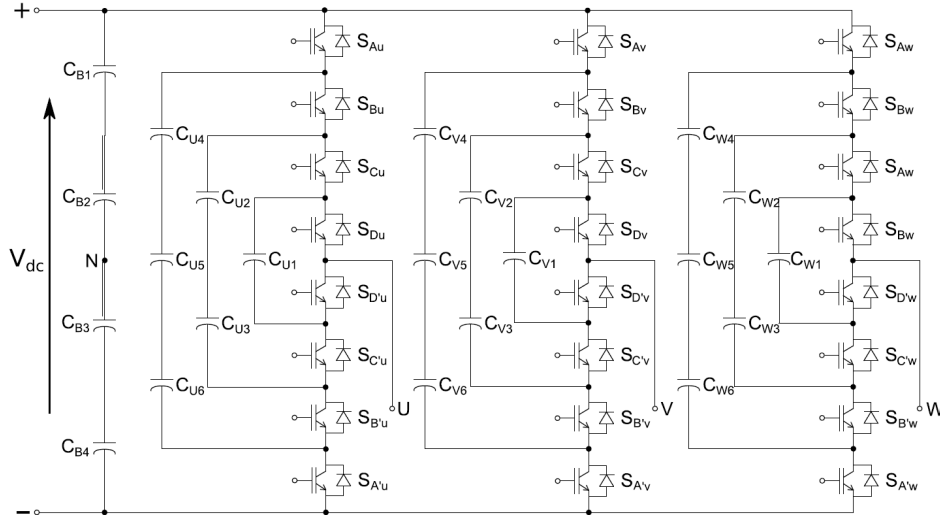 +
S_Au
S_Av
S_Aw
C_B1
S_Bu
S_Bv
S_Bw
C_U4
C_V4
C_W4
S_Cu
S_Cv
S_Aw
C_B2
C_U2
C_V2
C_W2
S_Du
S_Dv
S_Bw
V_dc
N
C_U5
C_U1
C_V5
C_V1
C_W5
C_W1
S_D'u
S_D'v
S_D'w
C_B3
C_U3
C_V3
C_W3
S_C'u
S_C'v
S_C'w
C_U6
C_V6
C_W6
U
V
W
S_B'u
S_B'v
S_B'w
C_B4
S_A'u
S_A'v
S_A'w
−